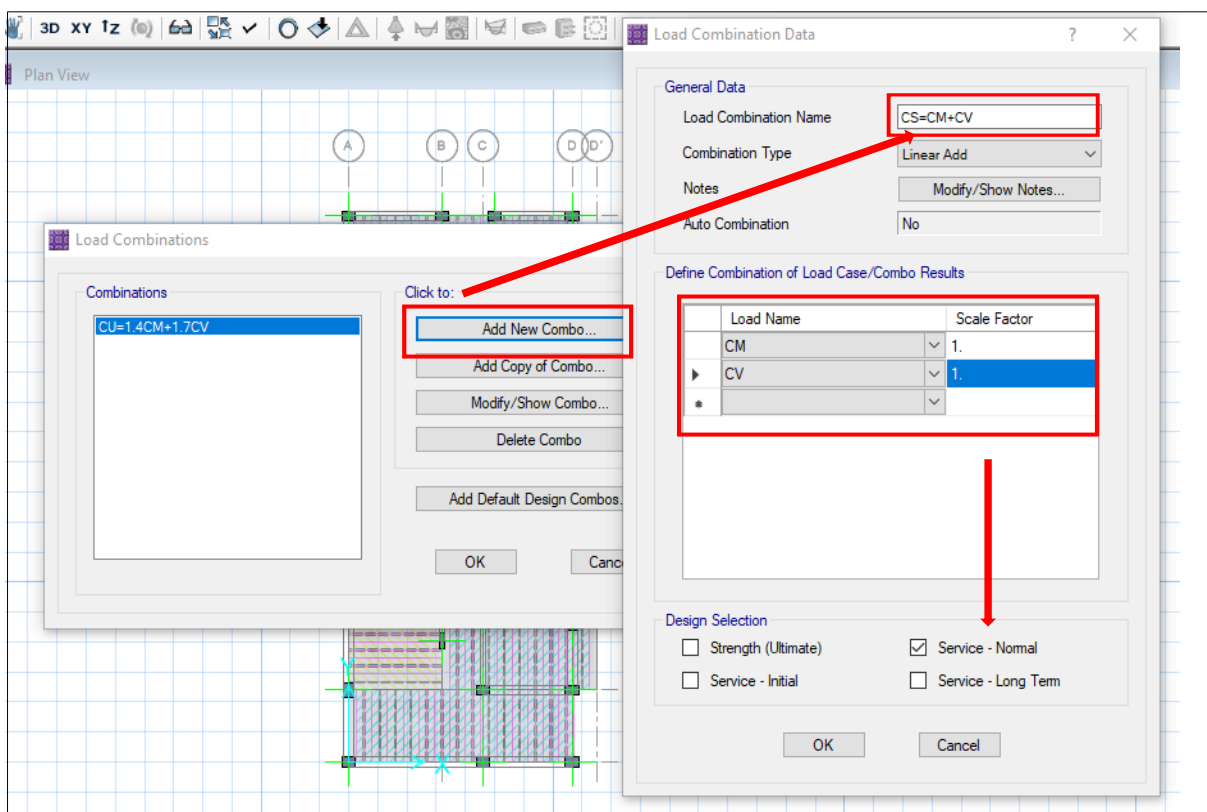 3D XY
Plan View
A B C D D'
Load Combinations
Combinations
CU=1.4CM+1.7CV
Click to:
Add New Combo...
Add Copy of Combo...
Modify/Show Combo...
Delete Combo
Add Default Design Combos.
OK
Load Combination Data ?
General Data
Load Combination Name CS=CM+CV
Combination Type Linear Add
Notes Modify/Show Notes...
Auto Combination No
Define Combination of Load Case/Combo Results
Load Name Scale Factor
CM 1.
CV 1.
Design Selection
Strength (Ultimate) Service - Normal
Service - Initial Service - Long Term
OK Cancel